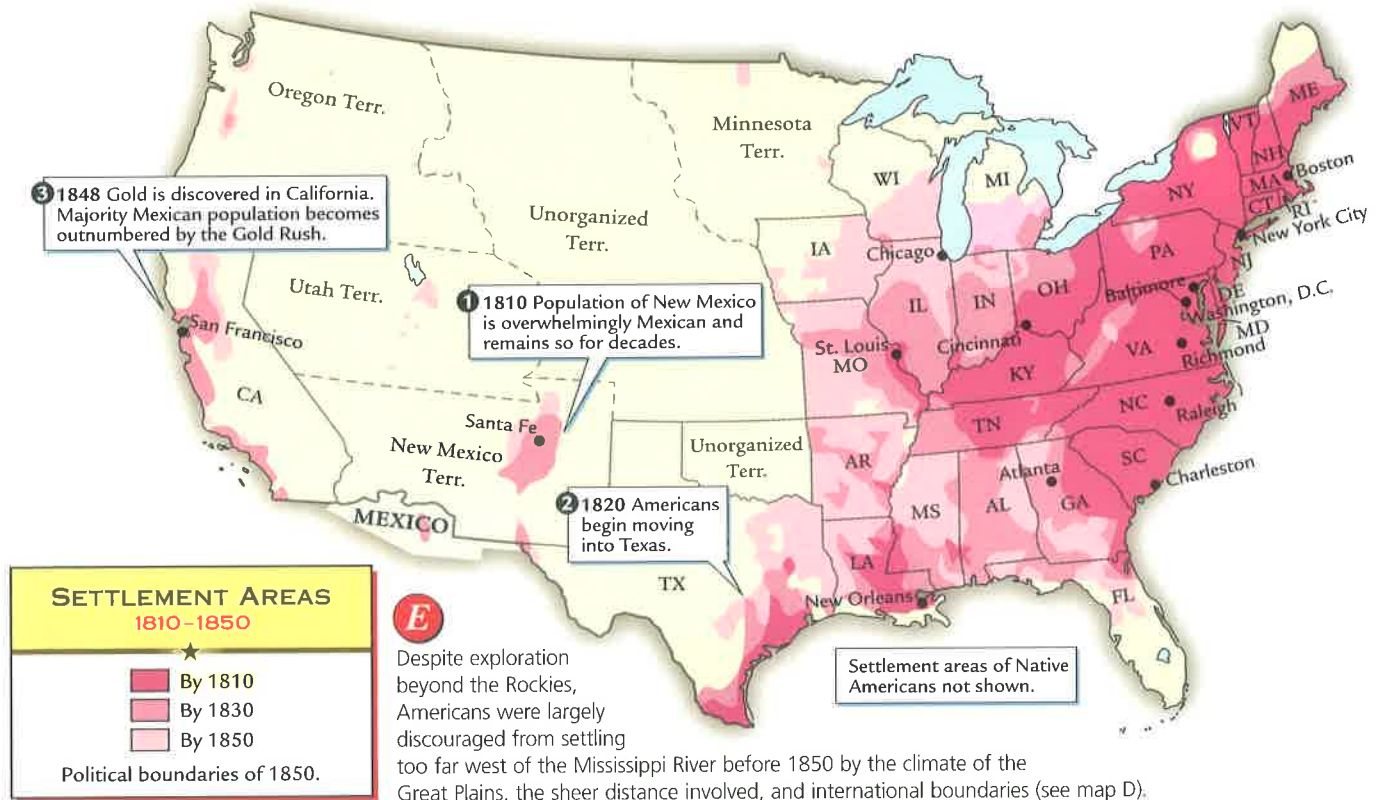 Oregon Terr.
Minnesota
Terr.
ME
VT
NH
MA
Boston
CT
RI
NY
New York City
WI
MI
❸ 1848 Gold is discovered in California.
Majority Mexican population becomes
outnumbered by the Gold Rush.
Unorganized
Terr.
IA
Chicago
PA
NJ
Utah Terr.
❶ 1810 Population of New Mexico
is overwhelmingly Mexican and
remains so for decades.
IL
IN
OH
Baltimore
DE
Washington, D.C.
MD
San Francisco
St. Louis
MO
Cincinnati
VA
Richmond
KY
CA
Santa Fe
New Mexico
Terr.
Unorganized
Terr.
TN
NC
Raleigh
AR
SC
Atlanta
Charleston
MS
AL
GA
MEXICO
❷ 1820 Americans
begin moving
into Texas.
TX
LA
New Orleans
FL
SETTLEMENT AREAS
1810–1850
By 1810
By 1830
By 1850
Political boundaries of 1850.
E
Despite exploration
beyond the Rockies,
Americans were largely
discouraged from settling
too far west of the Mississippi River before 1850 by the climate of the
Great Plains, the sheer distance involved, and international boundaries (see map D).
Settlement areas of Native
Americans not shown.